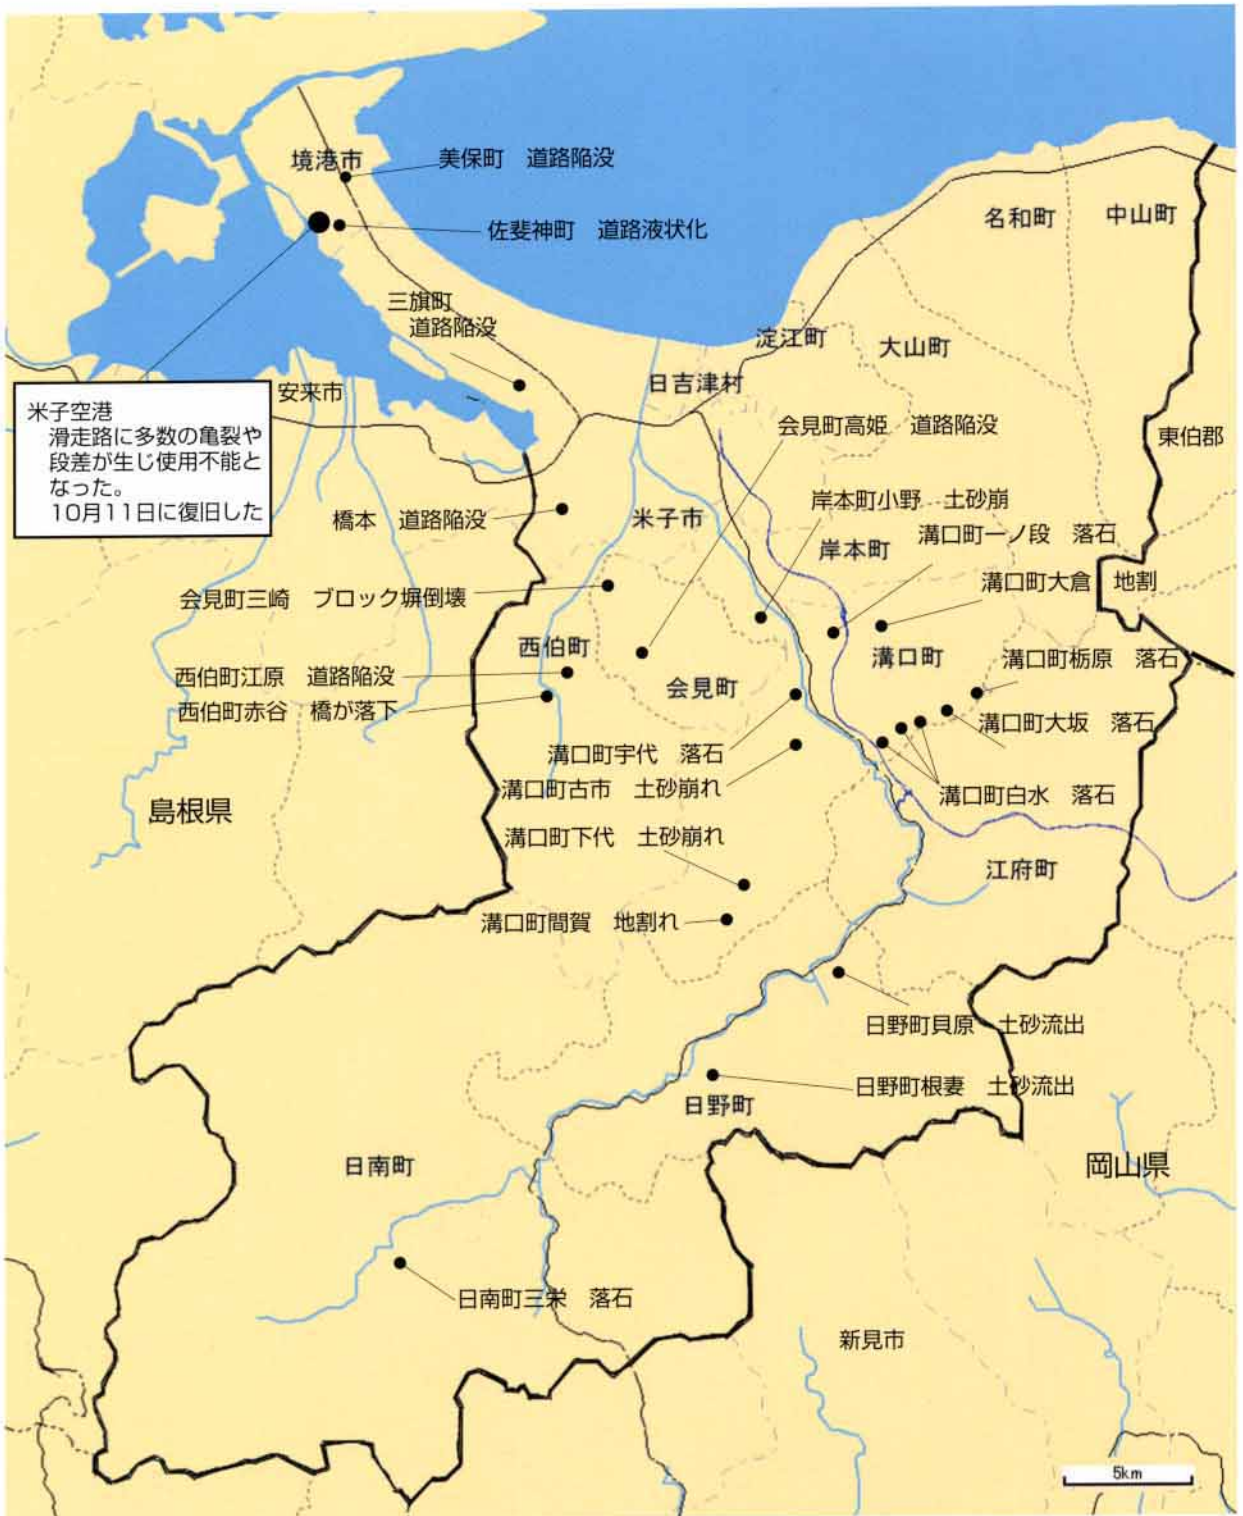 境港市
美保町　道路陥没
佐斐神町　道路液状化
名和町
中山町
三旗町
道路陥没
淀江町
大山町
日吉津村
安来市
米子空港
滑走路に多数の亀裂や
段差が生じ使用不能と
なった。
10月11日に復旧した
会見町高姫　道路陥没
東伯郡
橋本　道路陥没
米子市
岸本町小野　土砂崩
岸本町
溝口町一ノ段　落石
溝口町大倉　地割
会見町三崎　ブロック塀倒壊
西伯町
溝口町
溝口町栃原　落石
西伯町江原　道路陥没
会見町
西伯町赤谷　橋が落下
溝口町大坂　落石
溝口町宇代　落石
溝口町古市　土砂崩れ
溝口町白水　落石
島根県
溝口町下代　土砂崩れ
江府町
溝口町間賀　地割れ
日野町貝原　土砂流出
日野町根妻　土砂流出
日野町
日南町
岡山県
日南町三栄　落石
新見市
5km